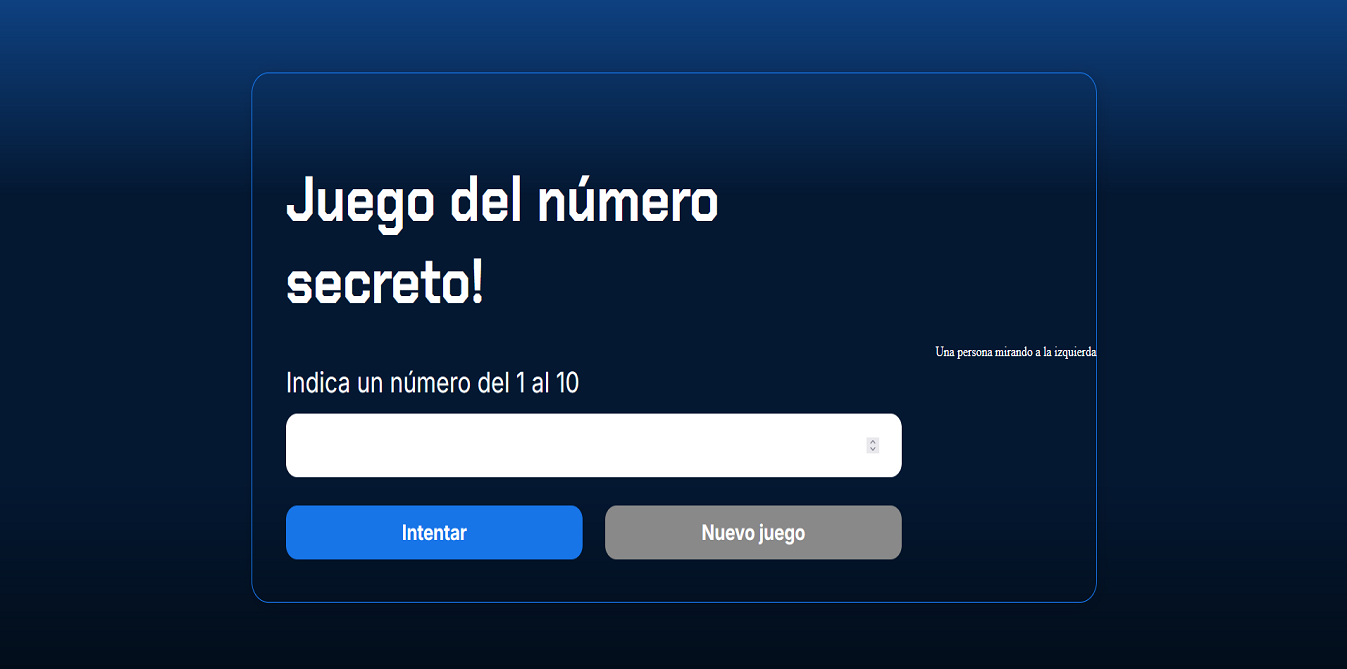 Juego del número
secreto!
Una persona mirando a la izquierda
Indica un número del 1 al 10
Intentar
Nuevo juego